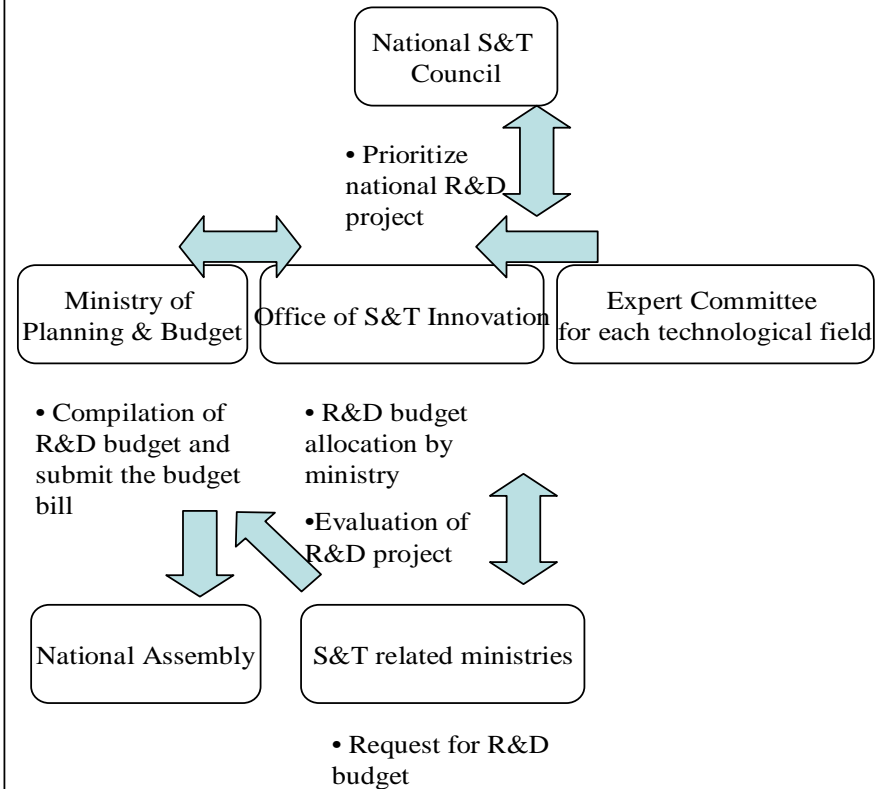 National S&T
Council
• Prioritize
national R&D
project
Ministry of
Planning & Budget
Office of S&T Innovation
Expert Committee
for each technological field
• Compilation of
R&D budget and
submit the budget
bill
• R&D budget
allocation by
ministry
•Evaluation of
R&D project
National Assembly
S&T related ministries
• Request for R&D
budget